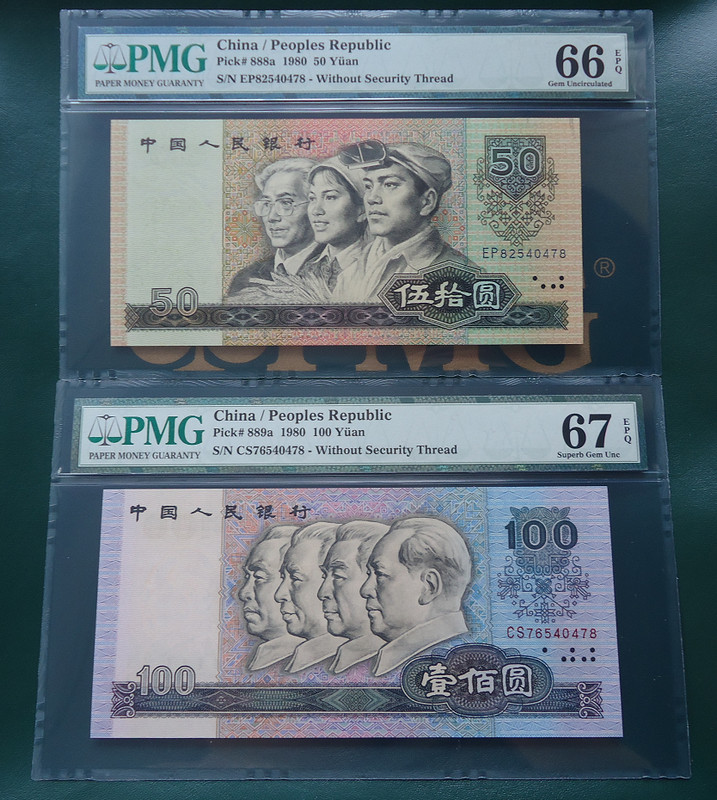 PMG
PAPER MONEY GUARANTY
China / Peoples Republic
Pick# 888a 1980 50 Yüan
S/N EP82540478 - Without Security Thread
66 EPQ
Gem Uncirculated
中国人民银行
50
EP82540478
50
伍拾圆
®
PMG
PMG
PAPER MONEY GUARANTY
China / Peoples Republic
Pick# 889a 1980 100 Yüan
S/N CS76540478 - Without Security Thread
67 EPQ
Superb Gem Unc
中国人民银行
100
CS76540478
100
壹佰圆